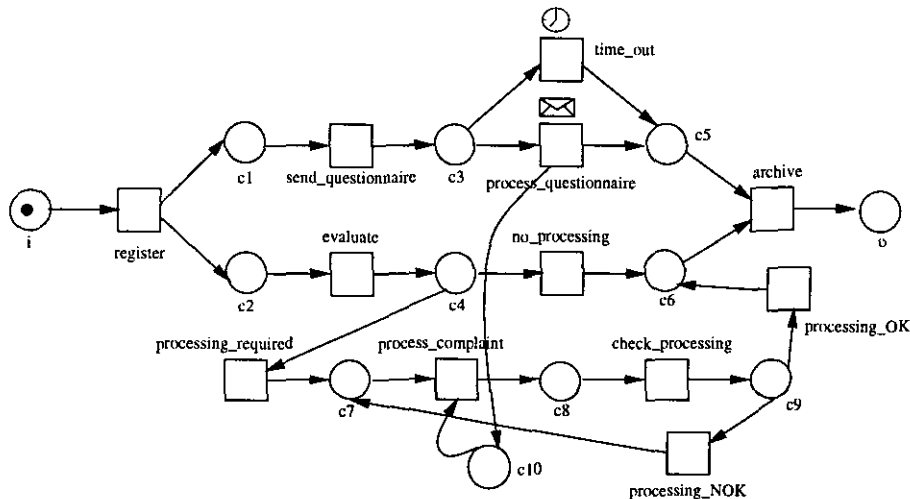 time_out
c5
c1
send_questionnaire
c3
process_questionnaire
archive
i
register
evaluate
no_processing
o
c2
c4
c6
processing_OK
processing_required
process_complaint
check_processing
c7
c8
c9
c10
processing_NOK